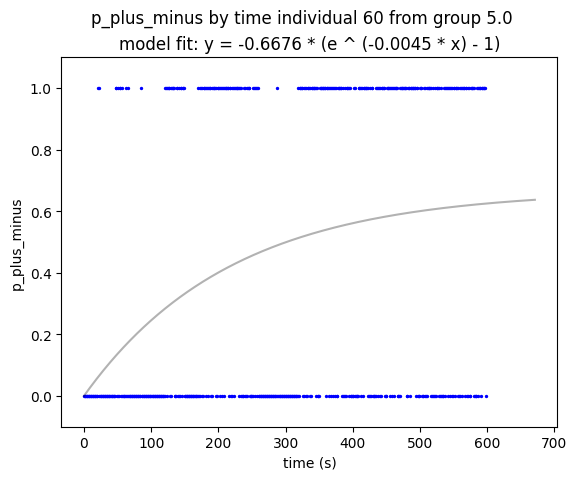 p_plus_minus by time individual 60 from group 5.0
model fit: y = -0.6676 * (e ^ (-0.0045 * x) - 1)
1.0
0.8
0.6
0.4
0.2
0.0
p_plus_minus
0 100 200 300 400 500 600 700
time (s)